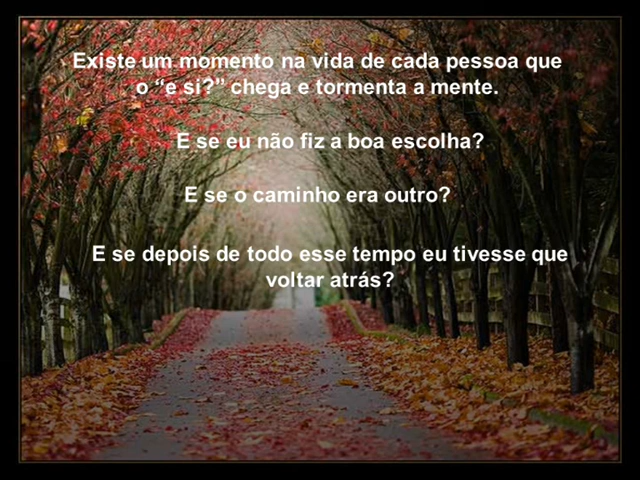 Existe um momento na vida de cada pessoa que
o “e si?” chega e tormenta a mente.
E se eu não fiz a boa escolha?
E se o caminho era outro?
E se depois de todo esse tempo eu tivesse que
voltar atrás?